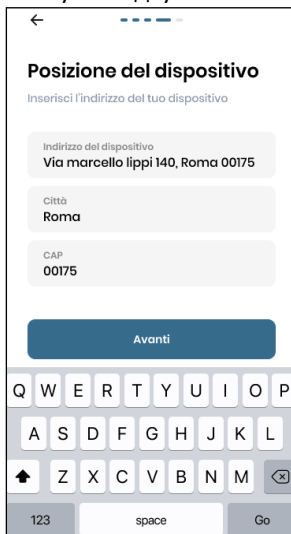 Posizione del dispositivo
Inserisci l'indirizzo del tuo dispositivo
Indirizzo del dispositivo
Via marcello lippi 140, Roma 00175
Città
Roma
CAP
00175
Avanti
Q W E R T Y U I O P
A S D F G H J K L
Z X C V B N M
123 space Go